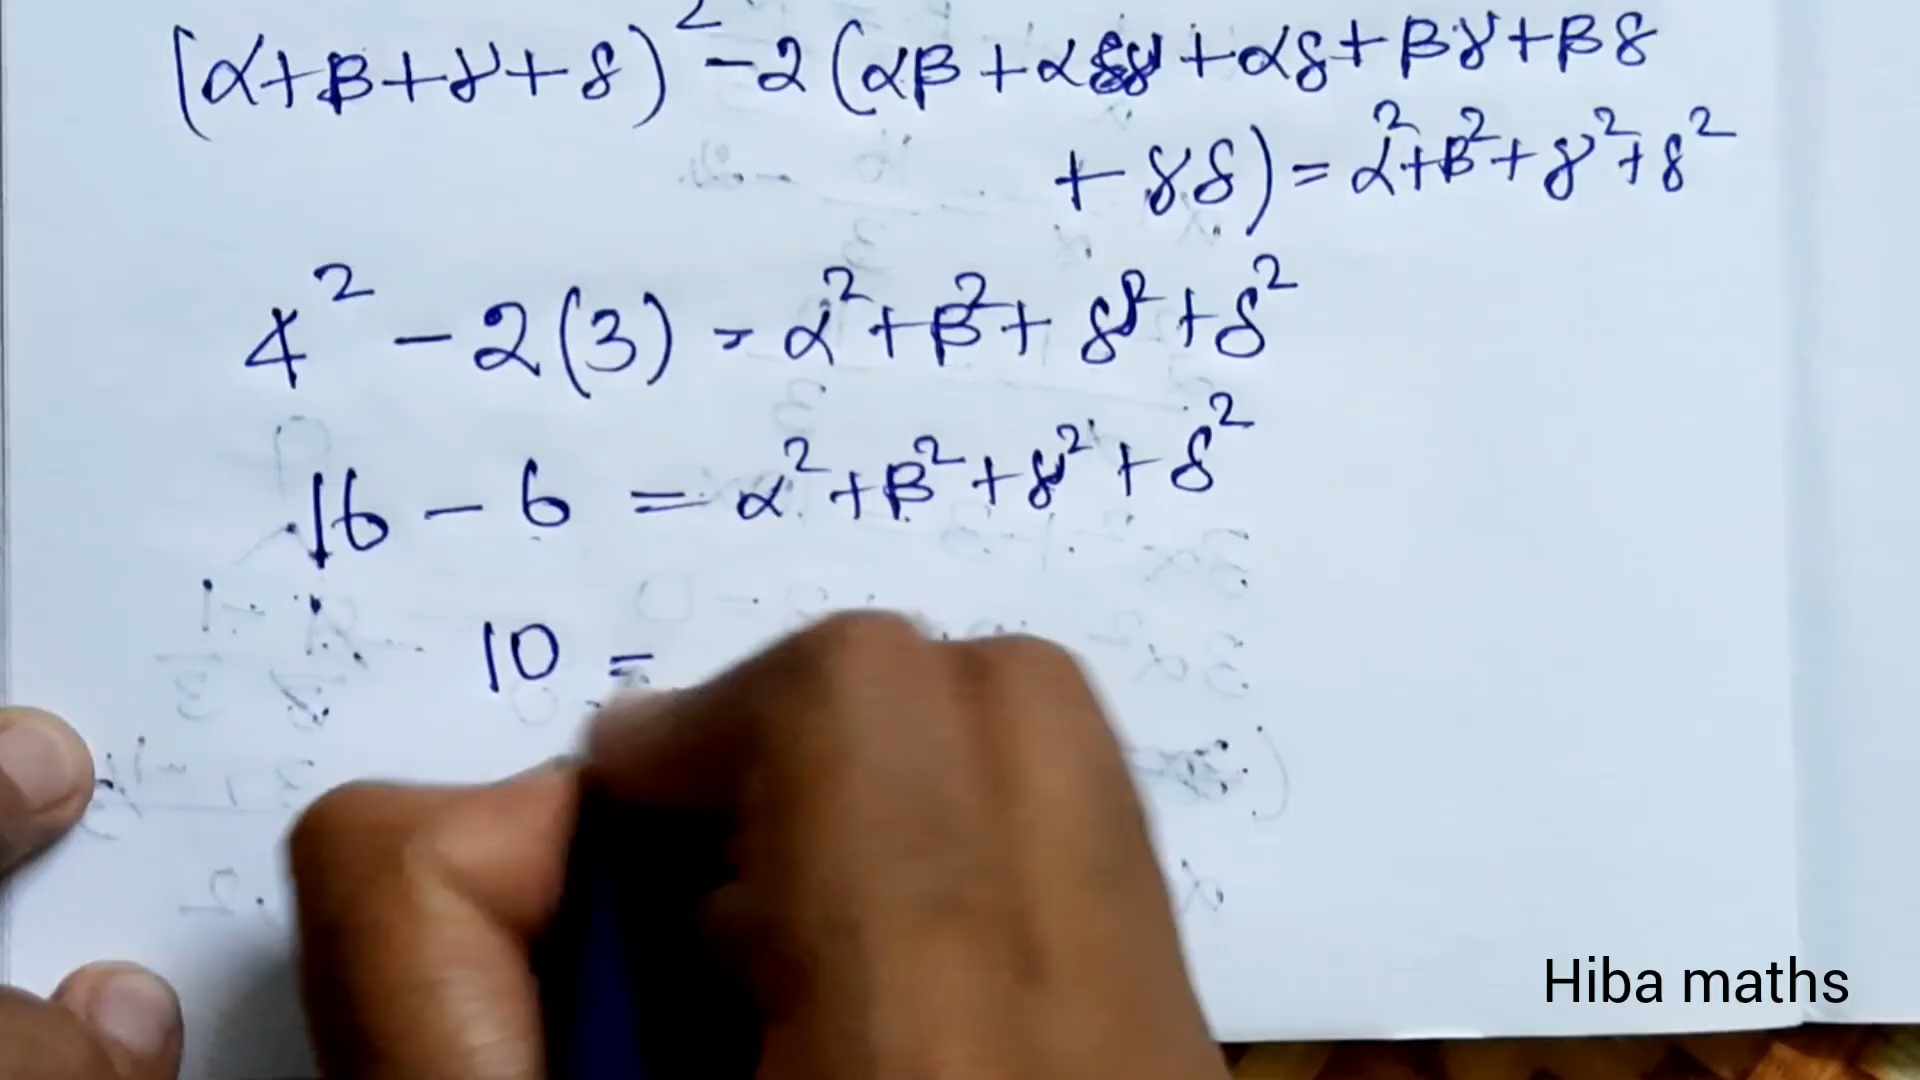 (α+β+γ+δ)² -2 (αβ + αγ + αδ + βγ + βδ
+ γδ) = α²+β²+γ²+δ²
4² - 2(3) = α²+β²+γ²+δ²
16 - 6 = α²+β²+γ²+δ²
10 =
Hiba maths